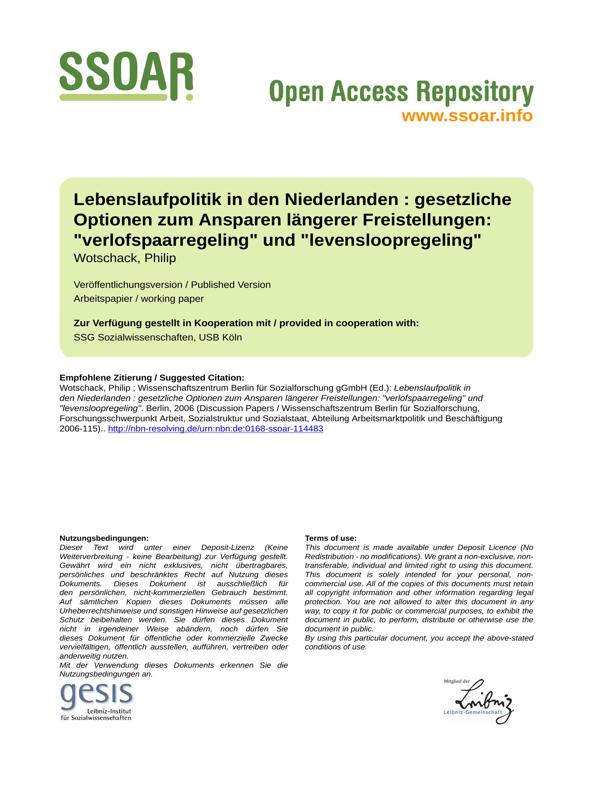 SSOAR
Open Access Repository
www.ssoar.info
Lebenslaufpolitik in den Niederlanden : gesetzliche
Optionen zum Ansparen längerer Freistellungen:
"verlofspaarregeling" und "levensloopregeling"
Wotschack, Philip
Veröffentlichungsversion / Published Version
Arbeitspapier / working paper
Zur Verfügung gestellt in Kooperation mit / provided in cooperation with:
SSG Sozialwissenschaften, USB Köln
Empfohlene Zitierung / Suggested Citation:
Wotschack, Philip ; Wissenschaftszentrum Berlin für Sozialforschung gGmbH (Ed.): Lebenslaufpolitik in
den Niederlanden : gesetzliche Optionen zum Ansparen längerer Freistellungen: "verlofspaarregeling" und
"levensloopregeling". Berlin, 2006 (Discussion Papers / Wissenschaftszentrum Berlin für Sozialforschung,
Forschungsschwerpunkt Arbeit, Sozialstruktur und Sozialstaat, Abteilung Arbeitsmarktpolitik und Beschäftigung
2006-115).. http://nbn-resolving.de/urn:nbn:de:0168-ssoar-114483
Nutzungsbedingungen:
Dieser Text wird unter einer Deposit-Lizenz (Keine
Weiterverbreitung - keine Bearbeitung) zur Verfügung gestellt.
Gewährt wird ein nicht exklusives, nicht übertragbares,
persönliches und beschränktes Recht auf Nutzung dieses
Dokuments. Dieses Dokument ist ausschließlich für
den persönlichen, nicht-kommerziellen Gebrauch bestimmt.
Auf sämtlichen Kopien dieses Dokuments müssen alle
Urheberrechtshinweise und sonstigen Hinweise auf gesetzlichen
Schutz beibehalten werden. Sie dürfen dieses Dokument
nicht in irgendeiner Weise abändern, noch dürfen Sie
dieses Dokument für öffentliche oder kommerzielle Zwecke
vervielfältigen, öffentlich ausstellen, aufführen, vertreiben oder
anderweitig nutzen.
Mit der Verwendung dieses Dokuments erkennen Sie die
Nutzungsbedingungen an.
Terms of use:
This document is made available under Deposit Licence (No
Redistribution - no modifications). We grant a non-exclusive, non-
transferable, individual and limited right to using this document.
This document is solely intended for your personal, non-
commercial use. All of the copies of this documents must retain
all copyright information and other information regarding legal
protection. You are not allowed to alter this document in any
way, to copy it for public or commercial purposes, to exhibit the
document in public, to perform, distribute or otherwise use the
document in public.
By using this particular document, you accept the above-stated
conditions of use.
gesis
Leibniz-Institut
für Sozialwissenschaften
Mitglied der
Leibniz
Leibniz-Gemeinschaft